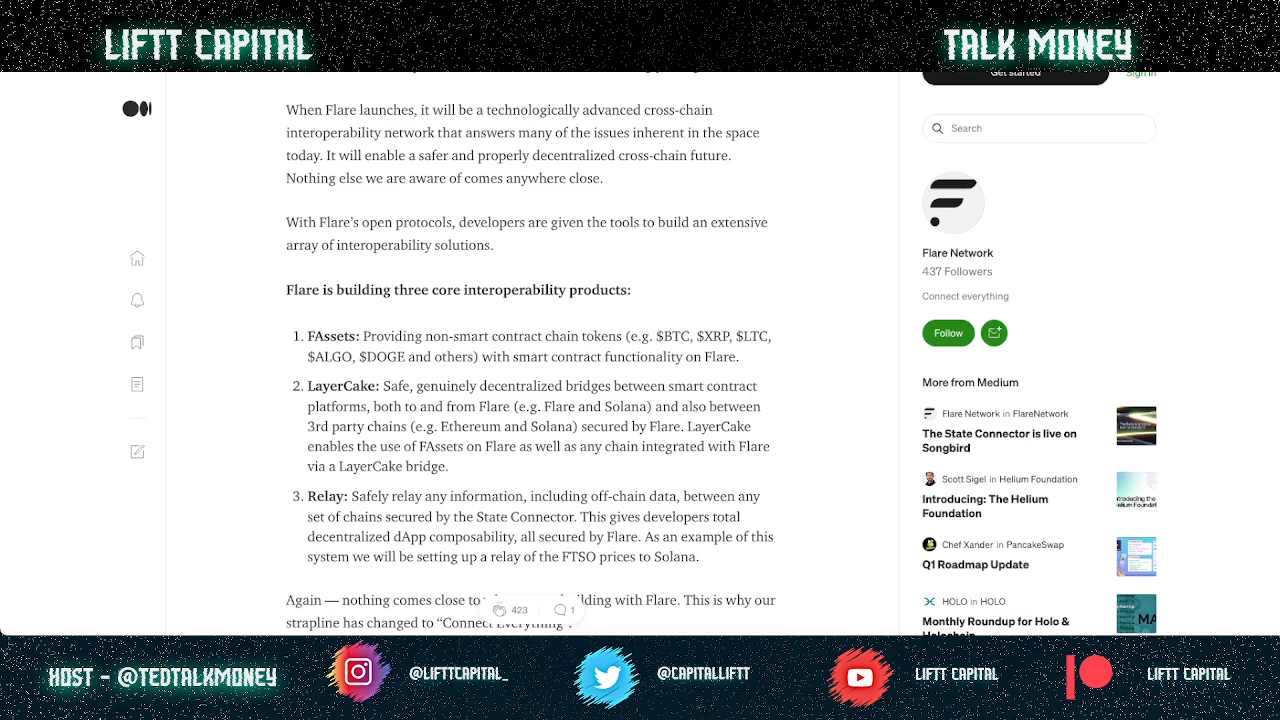 LIFTT CAPITAL
TALK MONEY
Get started
Sign In
When Flare launches, it will be a technologically advanced cross-chain
interoperability network that answers many of the issues inherent in the space
today. It will enable a safer and properly decentralized cross-chain future.
Nothing else we are aware of comes anywhere close.
With Flare’s open protocols, developers are given the tools to build an extensive
array of interoperability solutions.
Flare is building three core interoperability products:
1. FAssets: Providing non-smart contract chain tokens (e.g. $BTC, $XRP, $LTC,
$ALGO, $DOGE and others) with smart contract functionality on Flare.
2. LayerCake: Safe, genuinely decentralized bridges between smart contract
platforms, both to and from Flare (e.g. Flare and Solana) and also between
3rd party chains (e.g. Ethereum and Solana) secured by Flare. LayerCake
enables the use of FAssets on Flare as well as any chain integrated with Flare
via a LayerCake bridge.
3. Relay: Safely relay any information, including off-chain data, between any
set of chains secured by the State Connector. This gives developers total
decentralized dApp composability, all secured by Flare. As an example of this
system we will be setting up a relay of the FTSO prices to Solana.
Again — nothing comes close to building with Flare. This is why our
strapline has changed to “Connect Everything”.
423
1
Search
Flare Network
437 Followers
Connect everything
Follow
More from Medium
Flare Network in FlareNetwork
The State Connector is live on
Songbird
Scott Sigel in Helium Foundation
Introducing: The Helium
Foundation
Chef Xander in PancakeSwap
Q1 Roadmap Update
HOLO in HOLO
Monthly Roundup for Holo &
Holochain
HOST - @TEDTALKMONEY
@LIFTTCAPITAL_
@CAPITALLIFTT
LIFT CAPITAL
LIFT CAPITAL